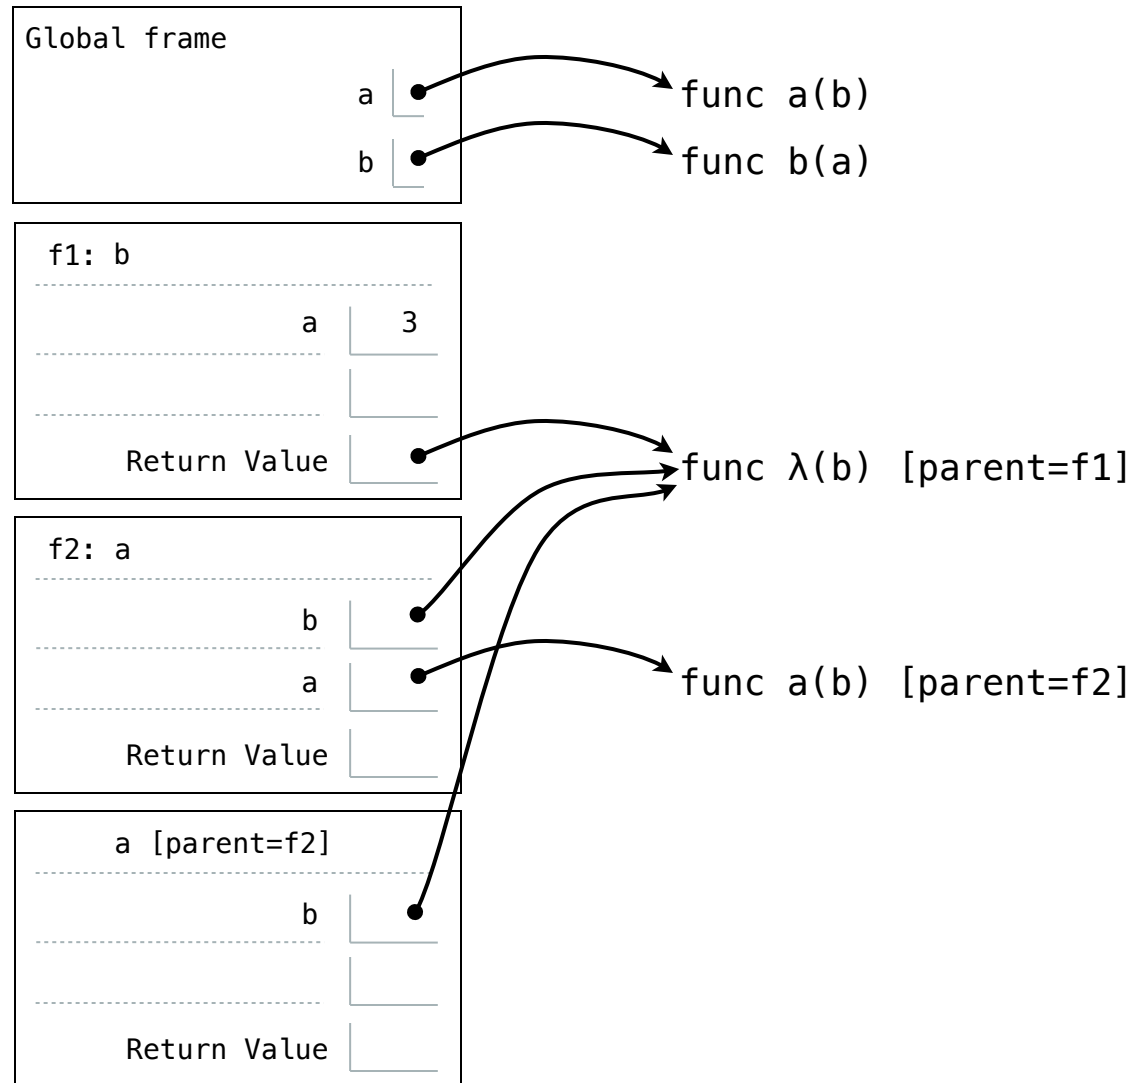 Global frame
a
func a(b)
b
func b(a)
f1: b
a 3
Return Value
func λ(b) [parent=f1]
f2: a
b
a
func a(b) [parent=f2]
Return Value
a [parent=f2]
b
Return Value